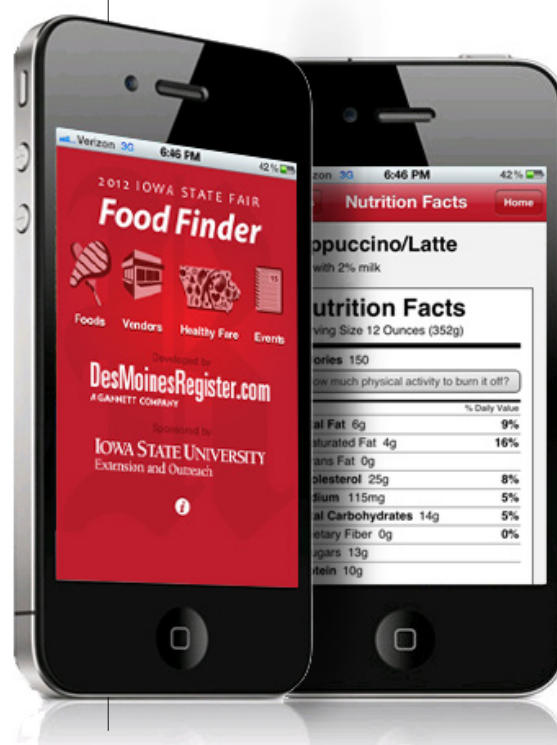 Verizon 3G 6:46 PM 42%
2012 IOWA STATE FAIR
Food Finder
Foods Vendors Healthy Fare Events
15
Developed by
DesMoinesRegister.com
A GANNETT COMPANY
Sponsored by
IOWA STATE UNIVERSITY
Extension and Outreach
i
zon 3G 6:46 PM 42%
Nutrition Facts Home
ppuccino/Latte
with 2% milk
utrition Facts
ving Size 12 Ounces (352g)
ories 150
ow much physical activity to burn it off?
% Daily Value
al Fat 6g 9%
aturated Fat 4g 16%
ans Fat 0g
olesterol 25g 8%
dium 115mg 5%
al Carbohydrates 14g 5%
etary Fiber 0g 0%
ugars 13g
otein 10g